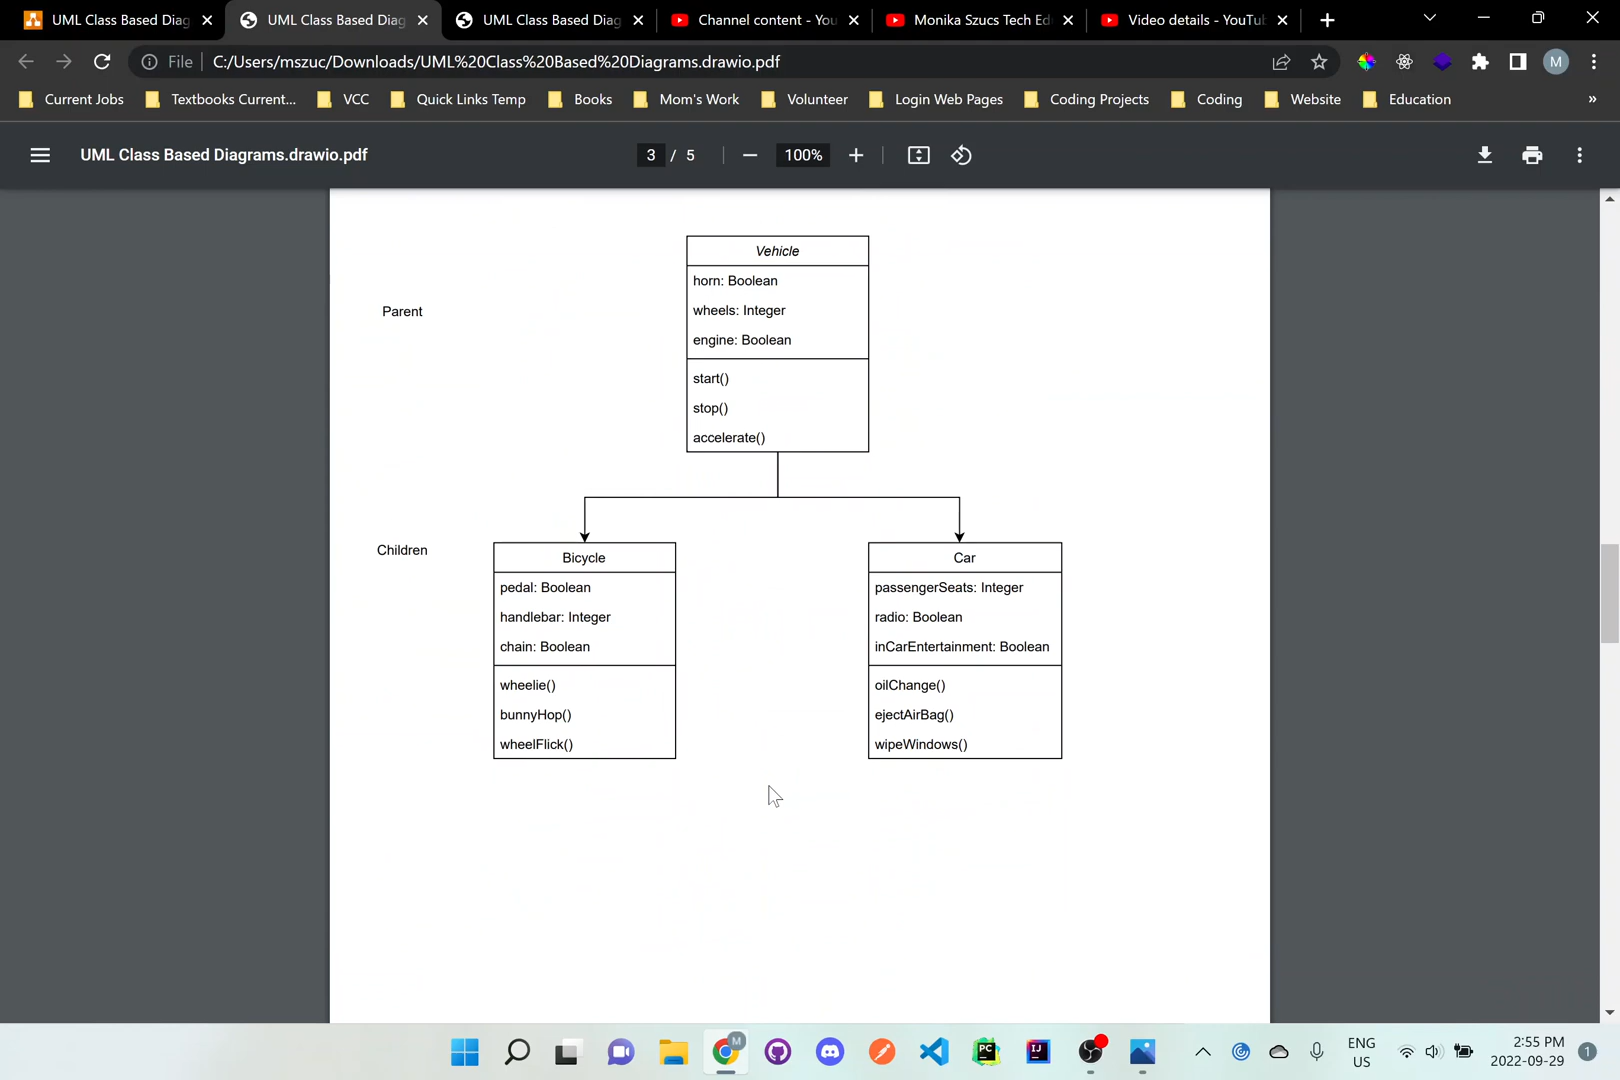 UML Class Based Diag
UML Class Based Diag
UML Class Based Diag
Channel content - You
Monika Szucs Tech Ed
Video details - YouTu
File
C:/Users/mszuc/Downloads/UML%20Class%20Based%20Diagrams.drawio.pdf
M
Current Jobs
Textbooks Current...
VCC
Quick Links Temp
Books
Mom's Work
Volunteer
Login Web Pages
Coding Projects
Coding
Website
Education
»
UML Class Based Diagrams.drawio.pdf
3 / 5
100%
Vehicle
horn: Boolean
Parent
wheels: Integer
engine: Boolean
start()
stop()
accelerate()
Children
Bicycle
pedal: Boolean
handlebar: Integer
chain: Boolean
wheelie()
bunnyHop()
wheelFlick()
Car
passengerSeats: Integer
radio: Boolean
inCarEntertainment: Boolean
oilChange()
ejectAirBag()
wipeWindows()
M
PC
IJ
ENG
US
2:55 PM
2022-09-29
1